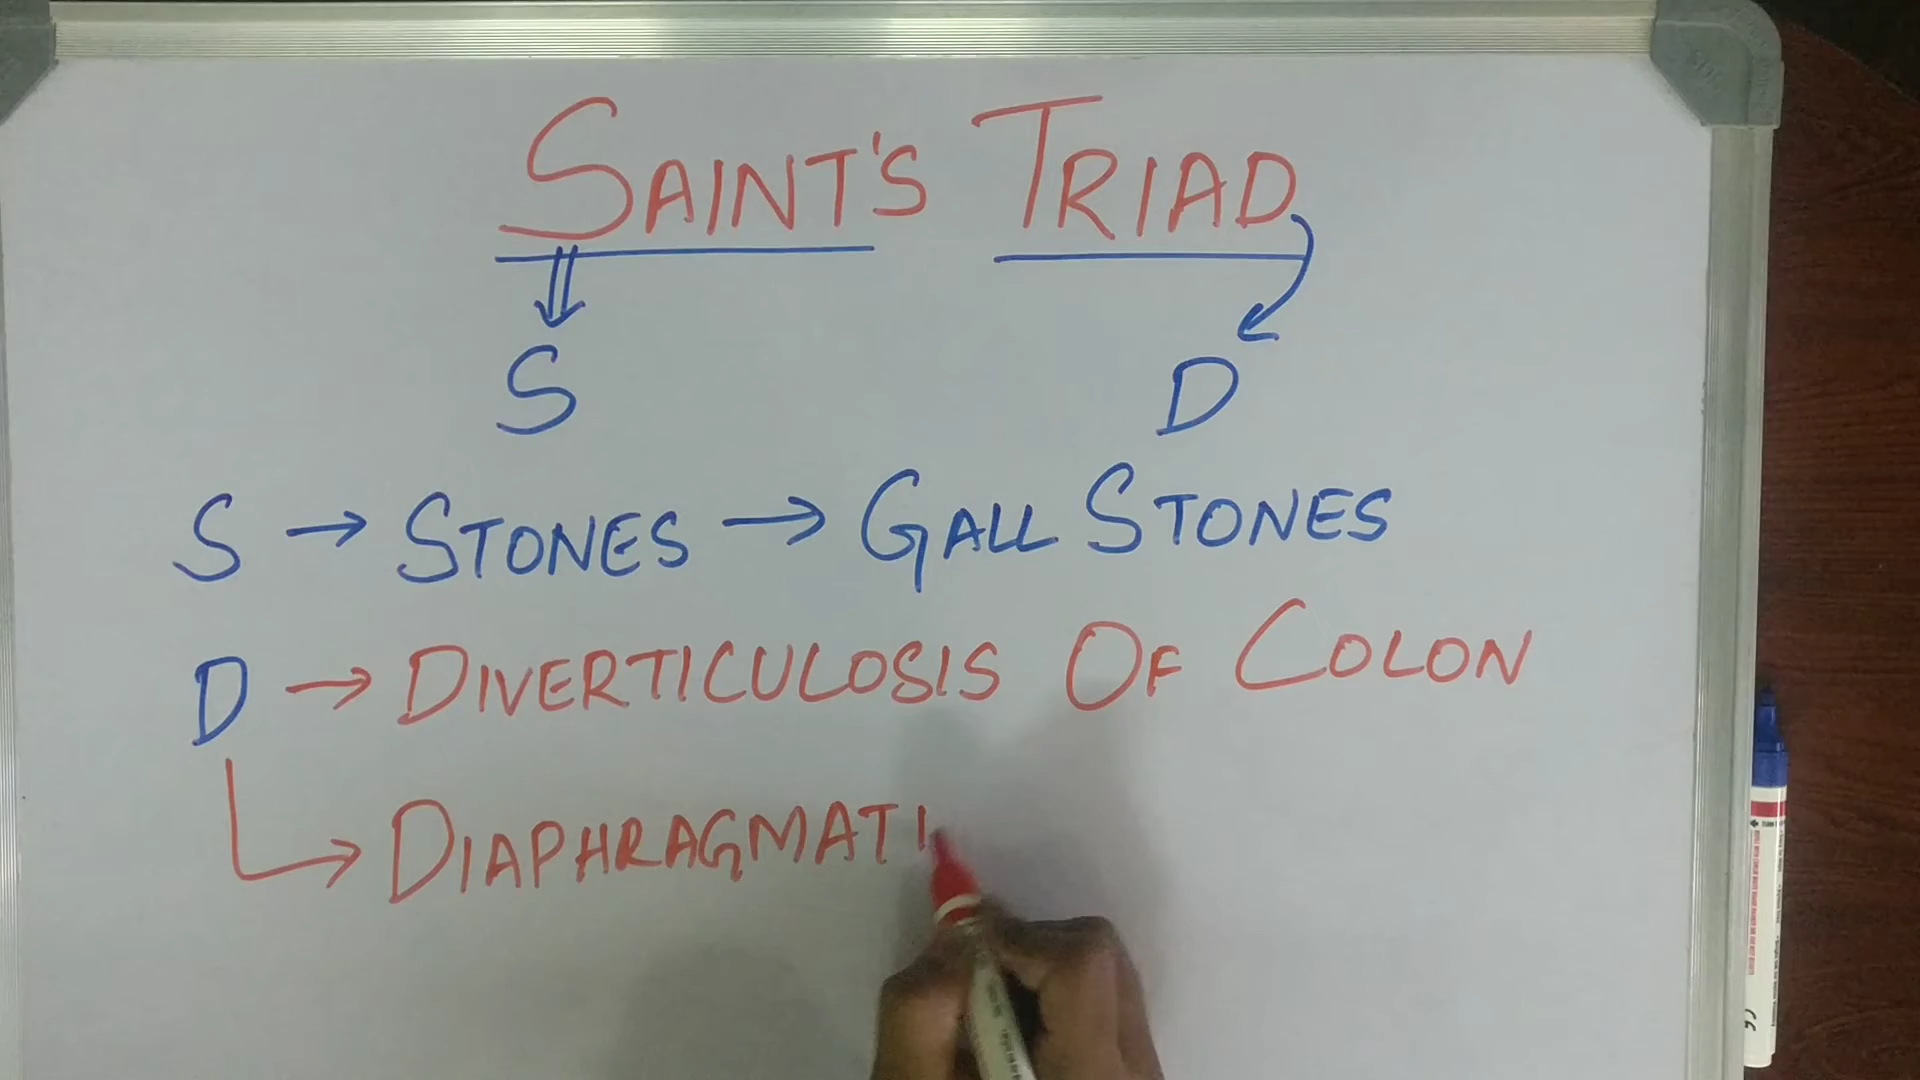 SAINT'S TRIAD
S D
S → STONES → GALL STONES
D → DIVERTICULOSIS OF COLON
→ DIAPHRAGMATI